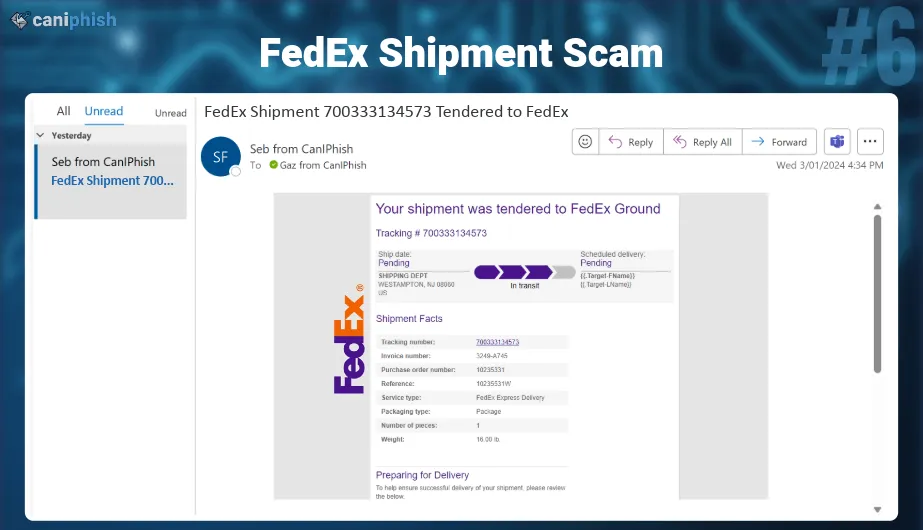 caniphish
#6
FedEx Shipment Scam
All Unread Unread
Yesterday
Seb from CanIPhish
FedEx Shipment 700...
FedEx Shipment 700333134573 Tendered to FedEx
SF
Seb from CanIPhish
To Gaz from CanIPhish
Reply Reply All Forward
Wed 3/01/2024 4:34 PM
FedEx®
Your shipment was tendered to FedEx Ground
Tracking # 700333134573
Ship date:
Pending
SHIPPING DEPT
WESTAMPTON, NJ 08060
US
In transit
Scheduled delivery:
Pending
{{.Target-FName}}
{{.Target-LName}}
Shipment Facts
Tracking number: 700333134573
Invoice number: 3249-A745
Purchase order number: 10235331
Reference: 10235531W
Service type: FedEx Express Delivery
Packaging type: Package
Number of pieces: 1
Weight: 16.00 lb.
Preparing for Delivery
To help ensure successful delivery of your shipment, please review
the below.